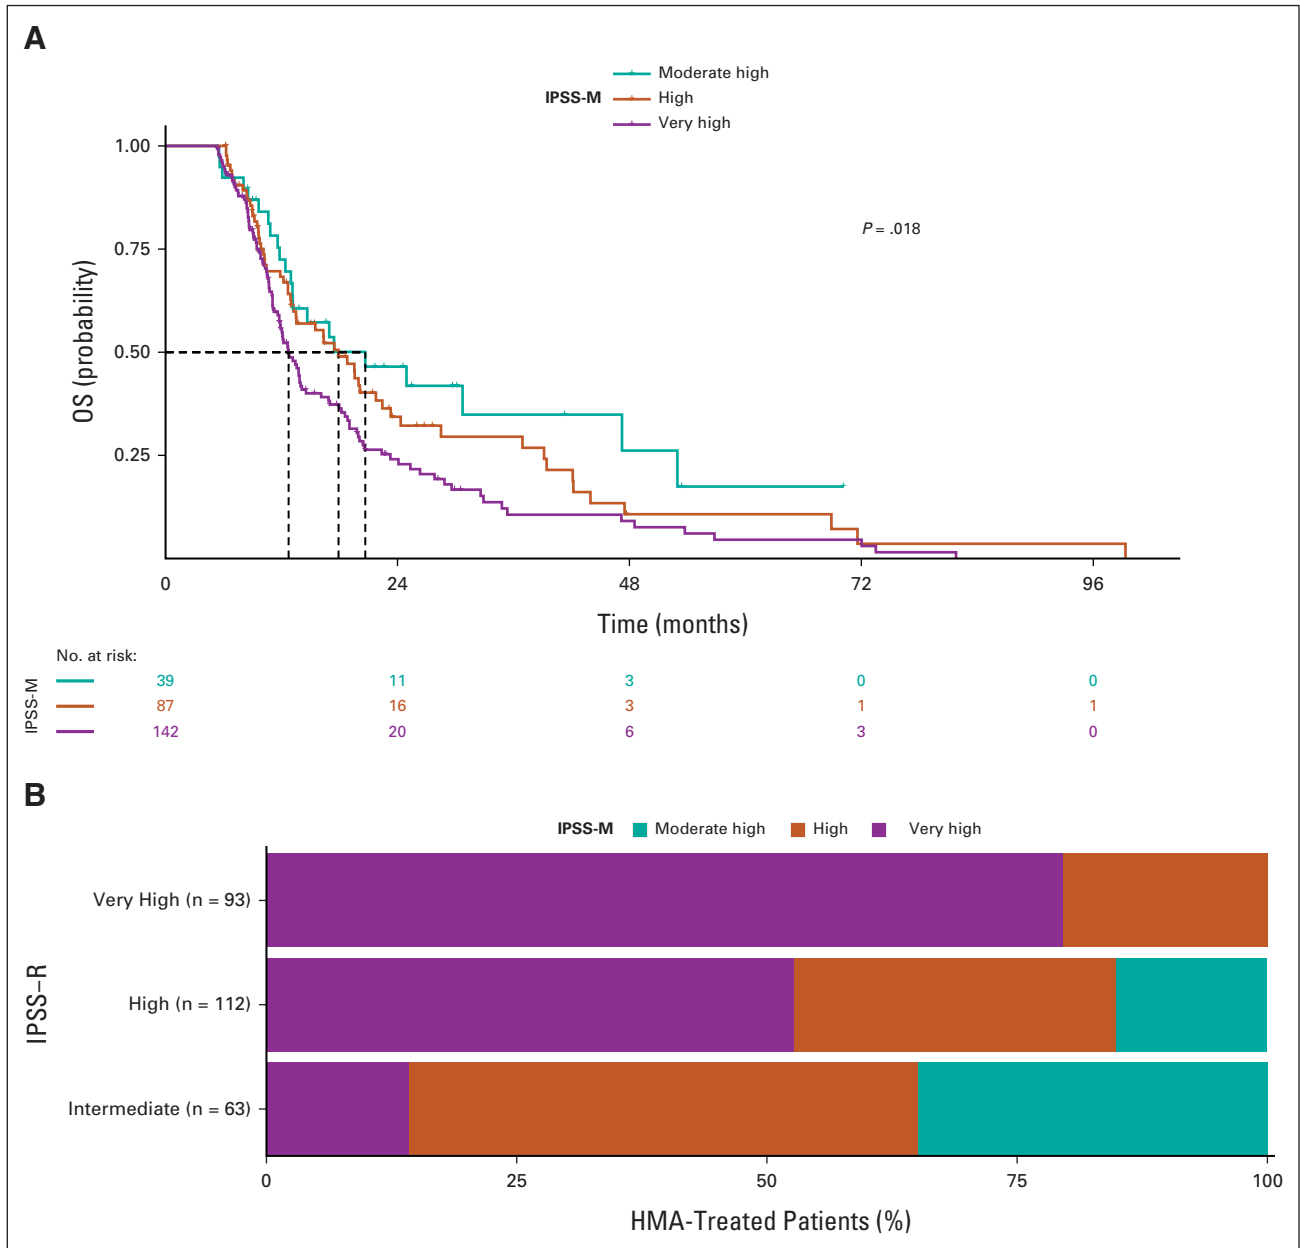 A
IPSS-M
Moderate high
High
Very high
1.00
0.75
0.50
0.25
OS (probability)
P = .018
0 24 48 72 96
Time (months)
No. at risk:
IPSS-M
39 11 3 0 0
87 16 3 1 1
142 20 6 3 0
B
IPSS-M Moderate high High Very high
IPSS–R
Very High (n = 93)
High (n = 112)
Intermediate (n = 63)
0 25 50 75 100
HMA-Treated Patients (%)